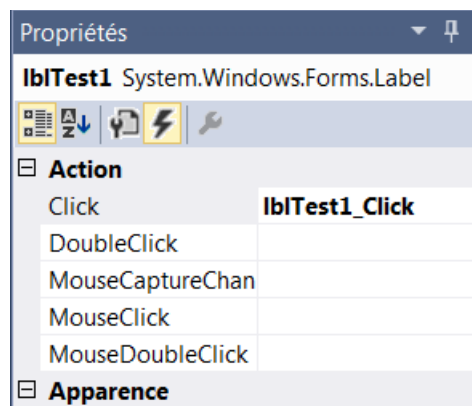 Propriétés
lblTest1 System.Windows.Forms.Label
Action
Click lblTest1_Click
DoubleClick
MouseCaptureChan
MouseClick
MouseDoubleClick
Apparence